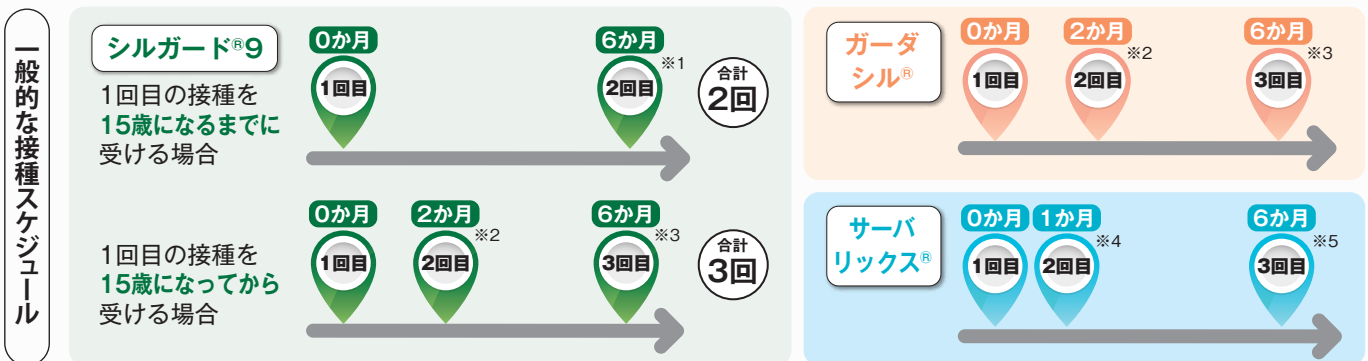 一般的な接種スケジュール
シルガード®9
1回目の接種を
15歳になるまでに
受ける場合
0か月
1回目
6か月
※1
2回目
合計
2回
1回目の接種を
15歳になってから
受ける場合
0か月
1回目
2か月
※2
2回目
6か月
※3
3回目
合計
3回
ガーダ
シル®
0か月
1回目
2か月
※2
2回目
6か月
※3
3回目
サーバ
リックス®
0か月
1回目
1か月
※4
2回目
6か月
※5
3回目